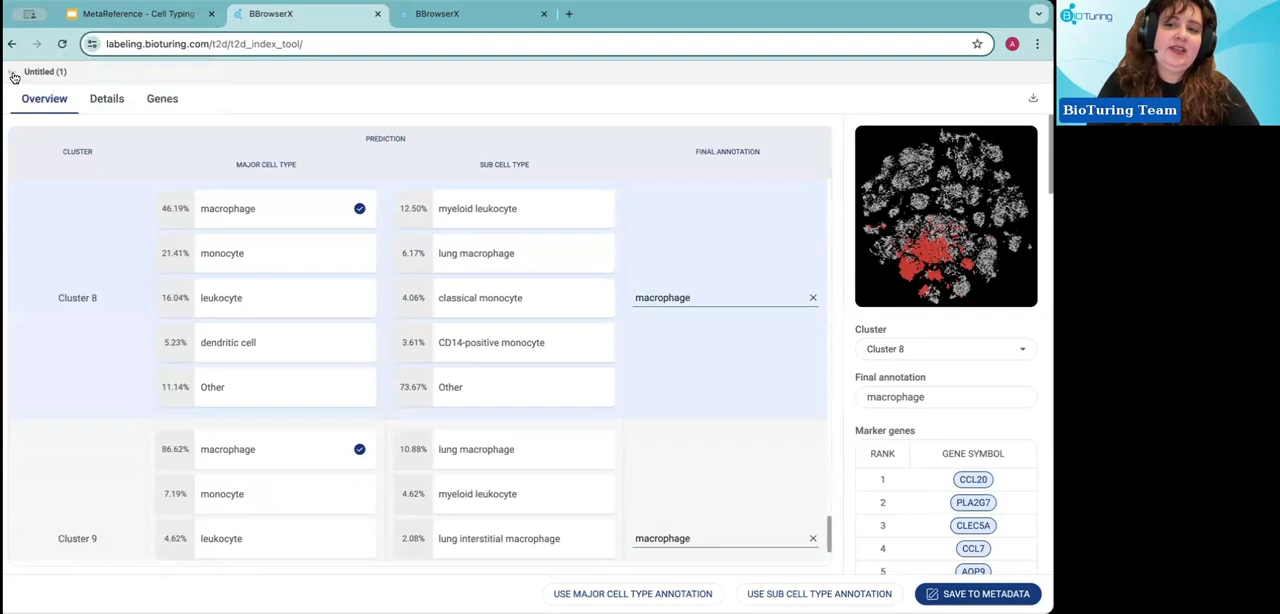 MetaReference - Cell Typing
BBrowserX
BBrowserX
labeling.bioturing.com/t2d/t2d_index_tool/
A
Untitled (1)
Overview
Details
Genes
PREDICTION
CLUSTER
MAJOR CELL TYPE
SUB CELL TYPE
FINAL ANNOTATION
46.19%
macrophage
12.50%
myeloid leukocyte
21.41%
monocyte
6.17%
lung macrophage
Cluster 8
16.04%
leukocyte
4.06%
classical monocyte
macrophage
5.23%
dendritic cell
3.61%
CD14-positive monocyte
11.14%
Other
73.67%
Other
86.62%
macrophage
10.88%
lung macrophage
7.19%
monocyte
4.62%
myeloid leukocyte
Cluster 9
4.62%
leukocyte
2.08%
lung interstitial macrophage
macrophage
Cluster
Cluster 8
Final annotation
macrophage
Marker genes
RANK
GENE SYMBOL
1
CCL20
2
PLA2G7
3
CLEC5A
4
CCL7
5
AQP9
USE MAJOR CELL TYPE ANNOTATION
USE SUB CELL TYPE ANNOTATION
SAVE TO METADATA
BioTuring
BioTuring Team